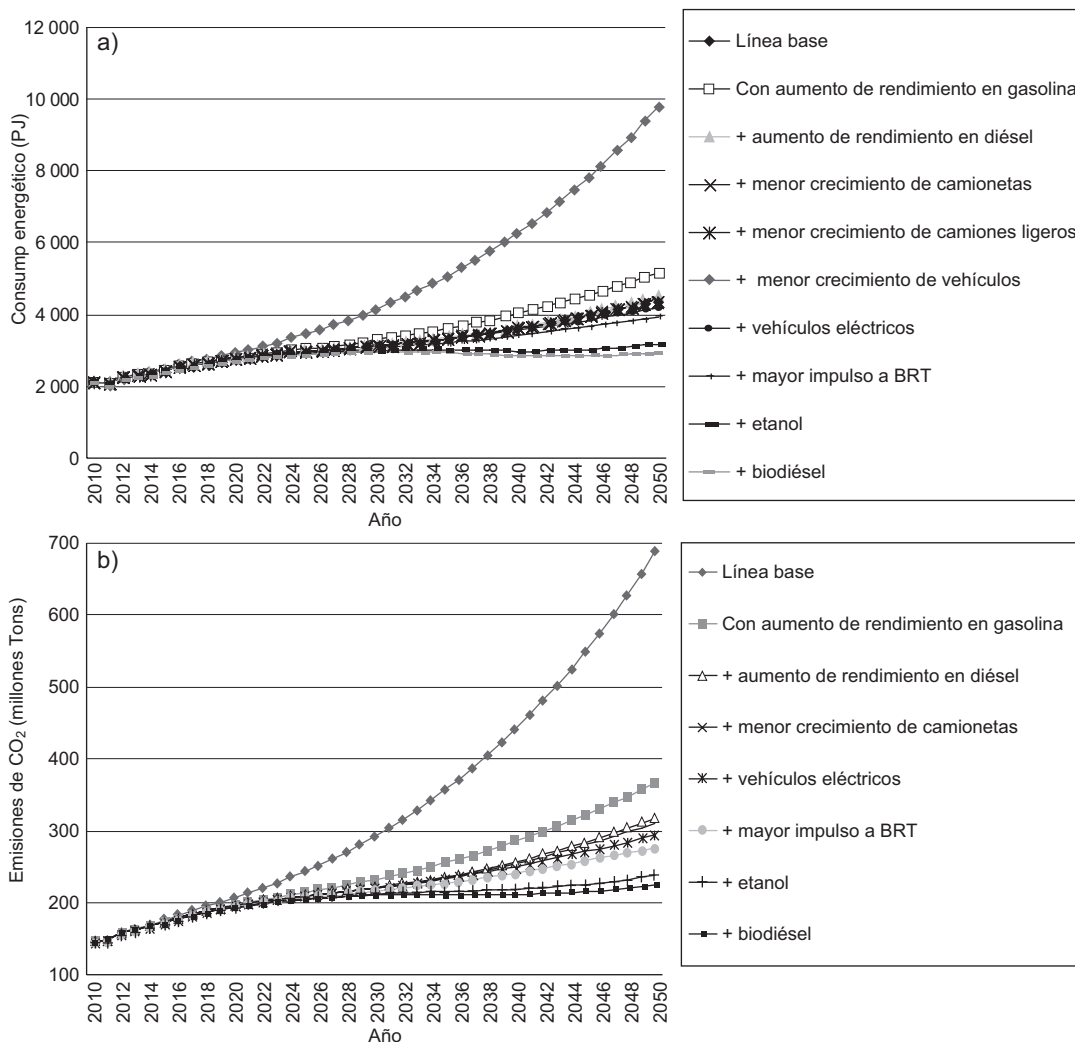 a)
Consump energético (PJ)
12 000
10 000
8 000
6 000
4 000
2 000
0
2010
2012
2014
2016
2018
2020
2022
2024
2026
2028
2030
2032
2034
2036
2038
2040
2042
2044
2046
2048
2050
Año
Línea base
Con aumento de rendimiento en gasolina
+ aumento de rendimiento en diésel
+ menor crecimiento de camionetas
+ menor crecimiento de camiones ligeros
+ menor crecimiento de vehículos
+ vehículos eléctricos
+ mayor impulso a BRT
+ etanol
+ biodiésel
b)
Emisiones de CO₂ (millones Tons)
700
600
500
400
300
200
100
2010
2012
2014
2016
2018
2020
2022
2024
2026
2028
2030
2032
2034
2036
2038
2040
2042
2044
2046
2048
2050
Año
Línea base
Con aumento de rendimiento en gasolina
+ aumento de rendimiento en diésel
+ menor crecimiento de camionetas
+ vehículos eléctricos
+ mayor impulso a BRT
+ etanol
+ biodiésel